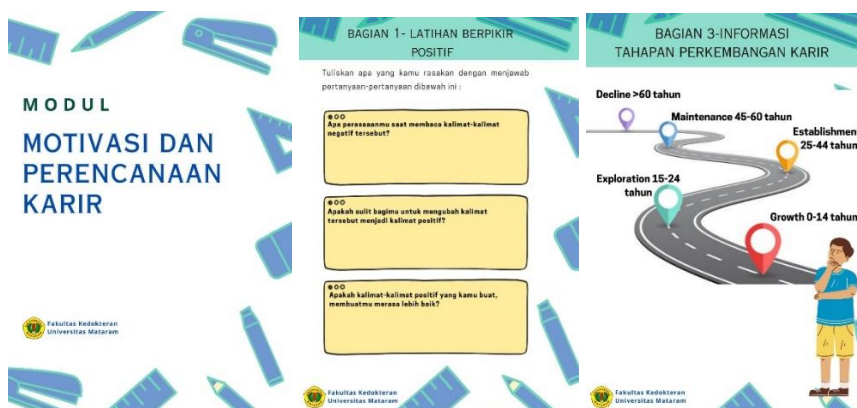 MODUL
MOTIVASI DAN
PERENCANAAN
KARIR
Fakultas Kedokteran
Universitas Mataram
BAGIAN 1- LATIHAN BERPIKIR
POSITIF
Tuliskan apa yang kamu rasakan dengan menjawab
pertanyaan-pertanyaan dibawah ini :
Apa perasaanmu saat membaca kalimat-kalimat
negatif tersebut?
Apakah sulit bagimu untuk mengubah kalimat
tersebut menjadi kalimat positif?
Apakah kalimat-kalimat positif yang kamu buat,
membuatmu merasa lebih baik?
Fakultas Kedokteran
Universitas Mataram
BAGIAN 3-INFORMASI
TAHAPAN PERKEMBANGAN KARIR
Decline >60 tahun
Maintenance 45-60 tahun
Establishmen
25-44 tahun
Exploration 15-24
tahun
Growth 0-14 tahun
Fakultas Kedokteran
Universitas Mataram